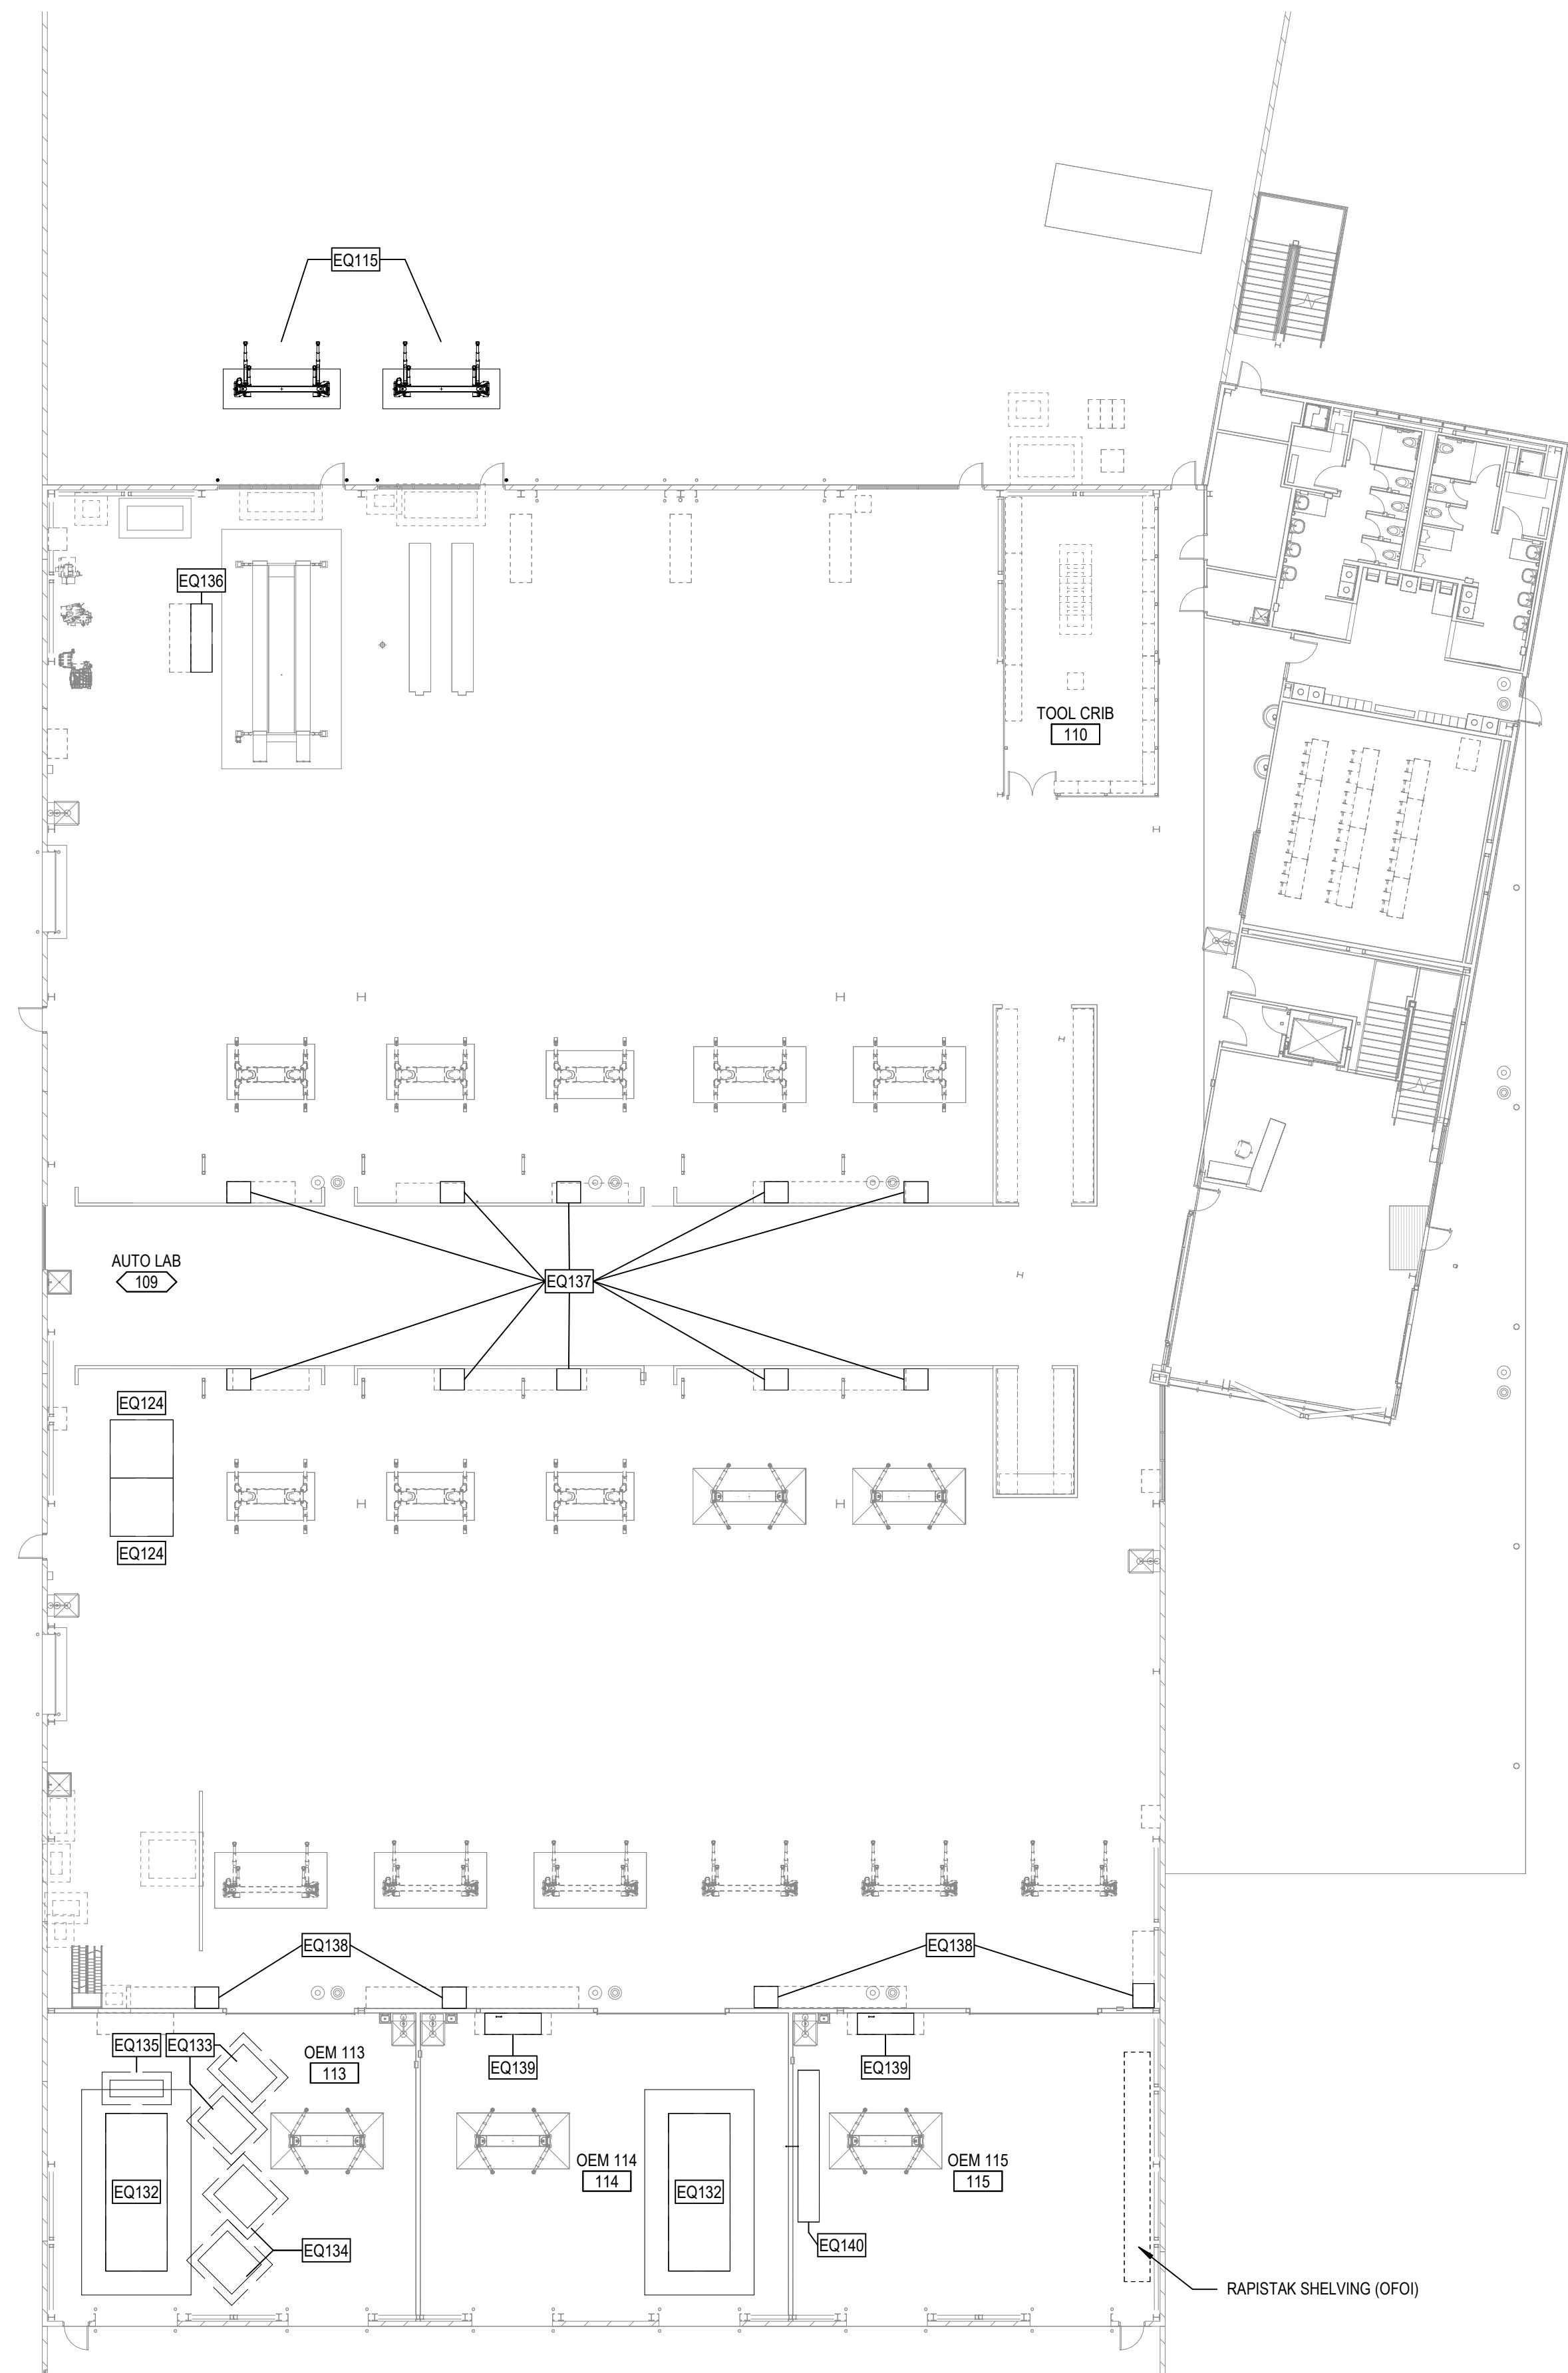 EQ115
EQ136
TOOL CRIB
110
AUTO LAB
109
EQ137
EQ124
EQ124
EQ138
EQ138
EQ135
EQ133
OEM 113
113
EQ139
EQ139
OEM 114
114
OEM 115
115
EQ132
EQ132
EQ134
EQ140
RAPISTAK SHELVING (OFOI)